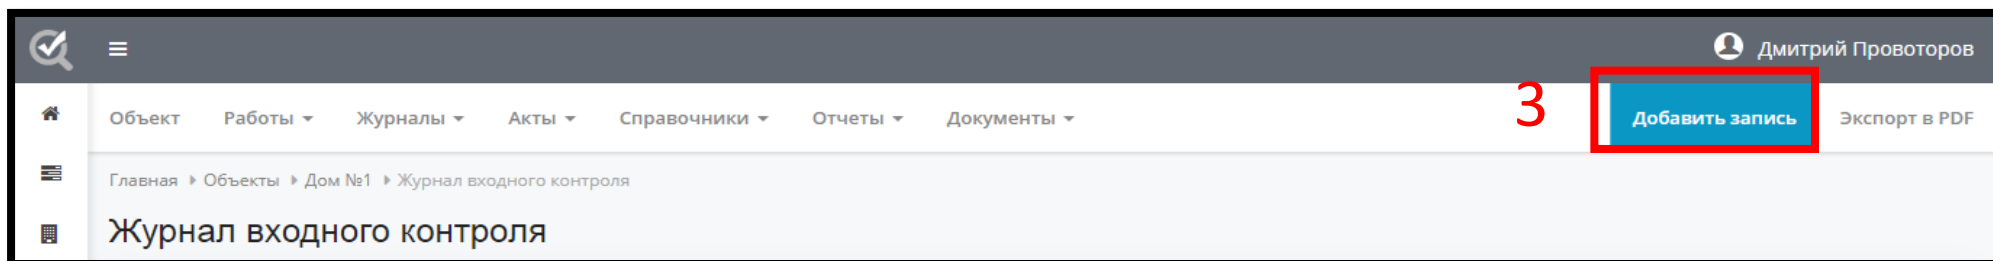 Дмитрий Провоторов
3
Объект Работы Журналы Акты Справочники Отчеты Документы Добавить запись Экспорт в PDF
Главная Объекты Дом №1 Журнал входного контроля
Журнал входного контроля